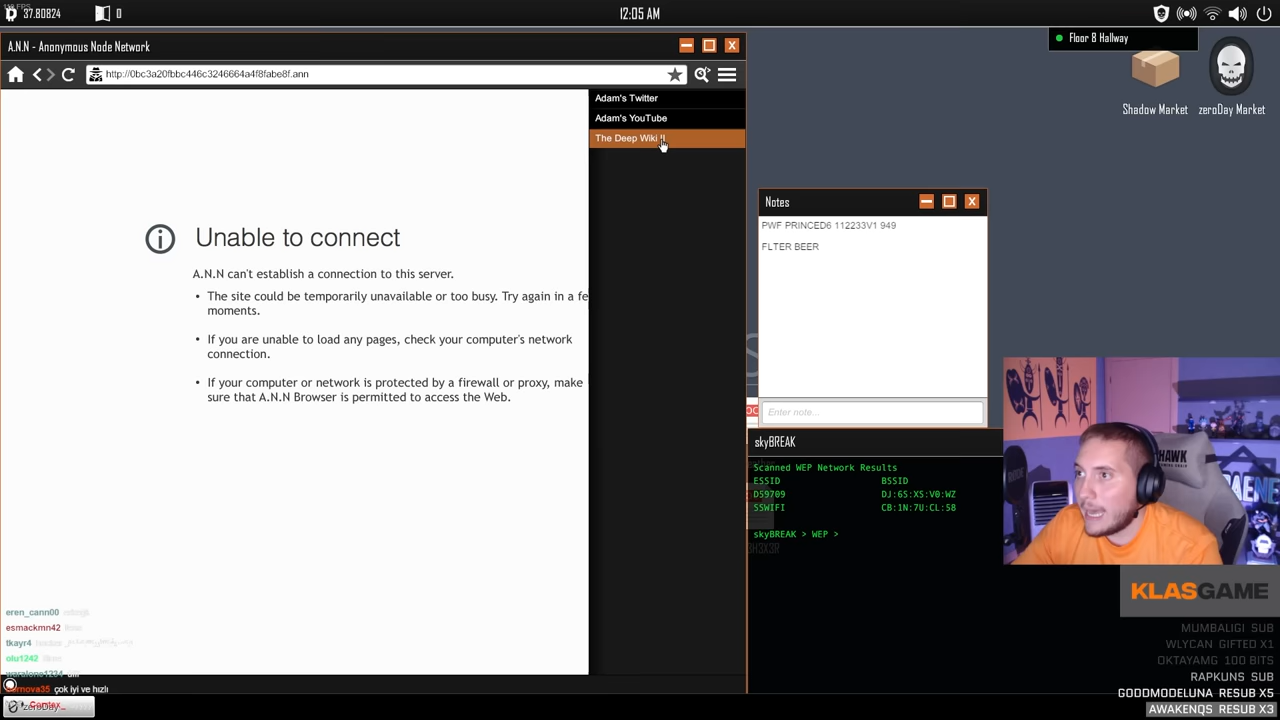 37.80824
0
12:05 AM
A.N.N - Anonymous Node Network
Floor 8 Hallway
http://0bc3a20fbbc446c3246664a4f8fabe8f.ann
Adam's Twitter
Adam's YouTube
The Deep Wiki II
Shadow Market
zeroDay Market
Unable to connect
A.N.N can't establish a connection to this server.
• The site could be temporarily unavailable or too busy. Try again in a fe
moments.
• If you are unable to load any pages, check your computer's network
connection.
• If your computer or network is protected by a firewall or proxy, make
sure that A.N.N Browser is permitted to access the Web.
Notes
PWF PRINCED6 112233V1 949
FLTER BEER
Enter note...
skyBREAK
Scanned WEP Network Results
ESSID BSSID
D59709 DJ:6S:XS:V0:WZ
SSWIFI CB:1N:7U:CL:58
skyBREAK > WEP >
HAWK
KLASGAME
MUMBALIGI SUB
WLYCAN GIFTED X1
OKTAYAMG 100 BITS
RAPKUNS SUB
GODDMODELUNA RESUB X5
AWAKENQS RESUB X3
eren_cann00
esmackmn42
tkayr4
olu1242
çok iyi ve hızlı
zeroDay